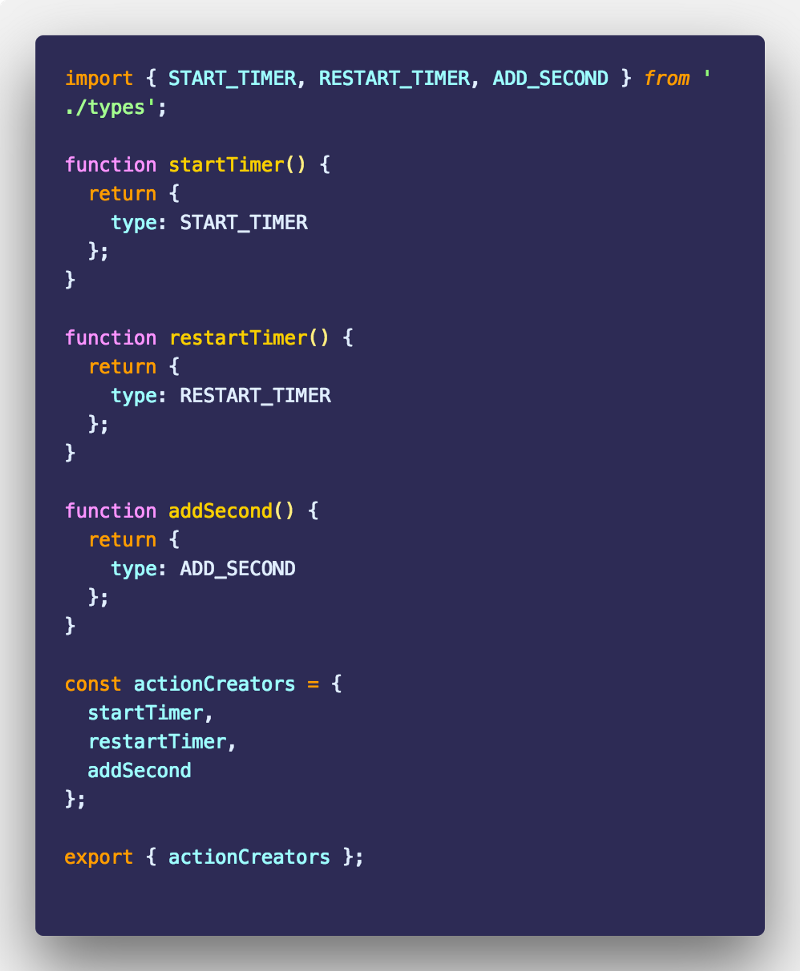 import { START_TIMER, RESTART_TIMER, ADD_SECOND } from '
./types';

function startTimer() {
  return {
    type: START_TIMER
  };
}

function restartTimer() {
  return {
    type: RESTART_TIMER
  };
}

function addSecond() {
  return {
    type: ADD_SECOND
  };
}

const actionCreators = {
  startTimer,
  restartTimer,
  addSecond
};

export { actionCreators };